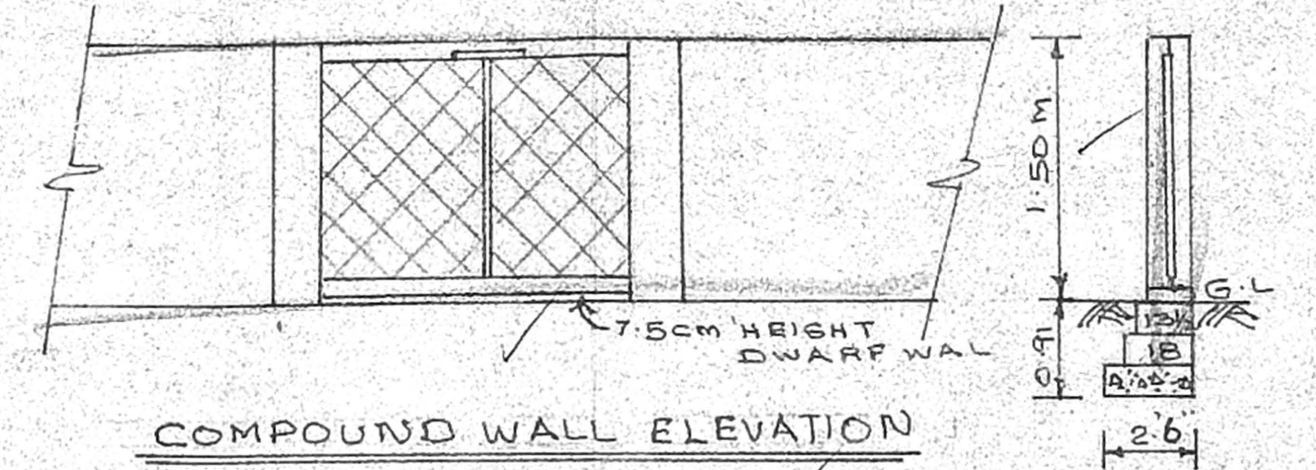 1.50 M
G.L
7.5cm HEIGHT
DWARF WAL
13½
0.91
18
COMPOUND WALL ELEVATION
2'6"